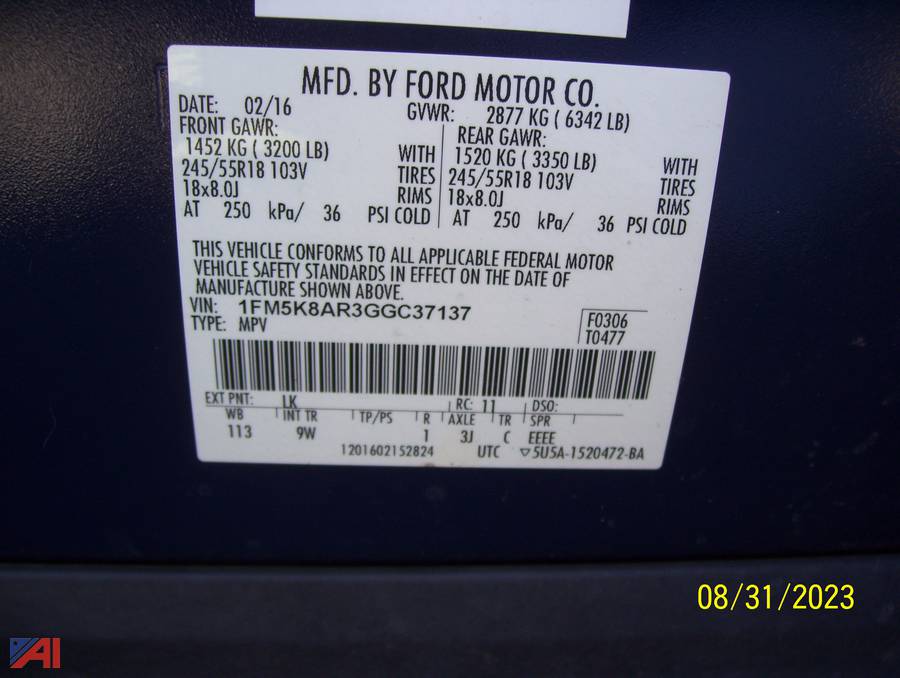 MFD. BY FORD MOTOR CO.
DATE: 02/16 GVWR: 2877 KG ( 6342 LB)
FRONT GAWR: REAR GAWR:
1452 KG ( 3200 LB) WITH 1520 KG ( 3350 LB) WITH
245/55R18 103V TIRES 245/55R18 103V TIRES
18x8.0J RIMS 18x8.0J RIMS
AT 250 kPa/ 36 PSI COLD AT 250 kPa/ 36 PSI COLD
THIS VEHICLE CONFORMS TO ALL APPLICABLE FEDERAL MOTOR
VEHICLE SAFETY STANDARDS IN EFFECT ON THE DATE OF
MANUFACTURE SHOWN ABOVE.
VIN: 1FM5K8AR3GGC37137
TYPE: MPV
F0306
T0477
EXT PNT: LK RC: 11 DSO:
WB INT TR TP/PS R AXLE TR SPR
113 9W 1 3J C EEEE
1201602152824 UTC ▽5U5A-1520472-BA
08/31/2023
AI